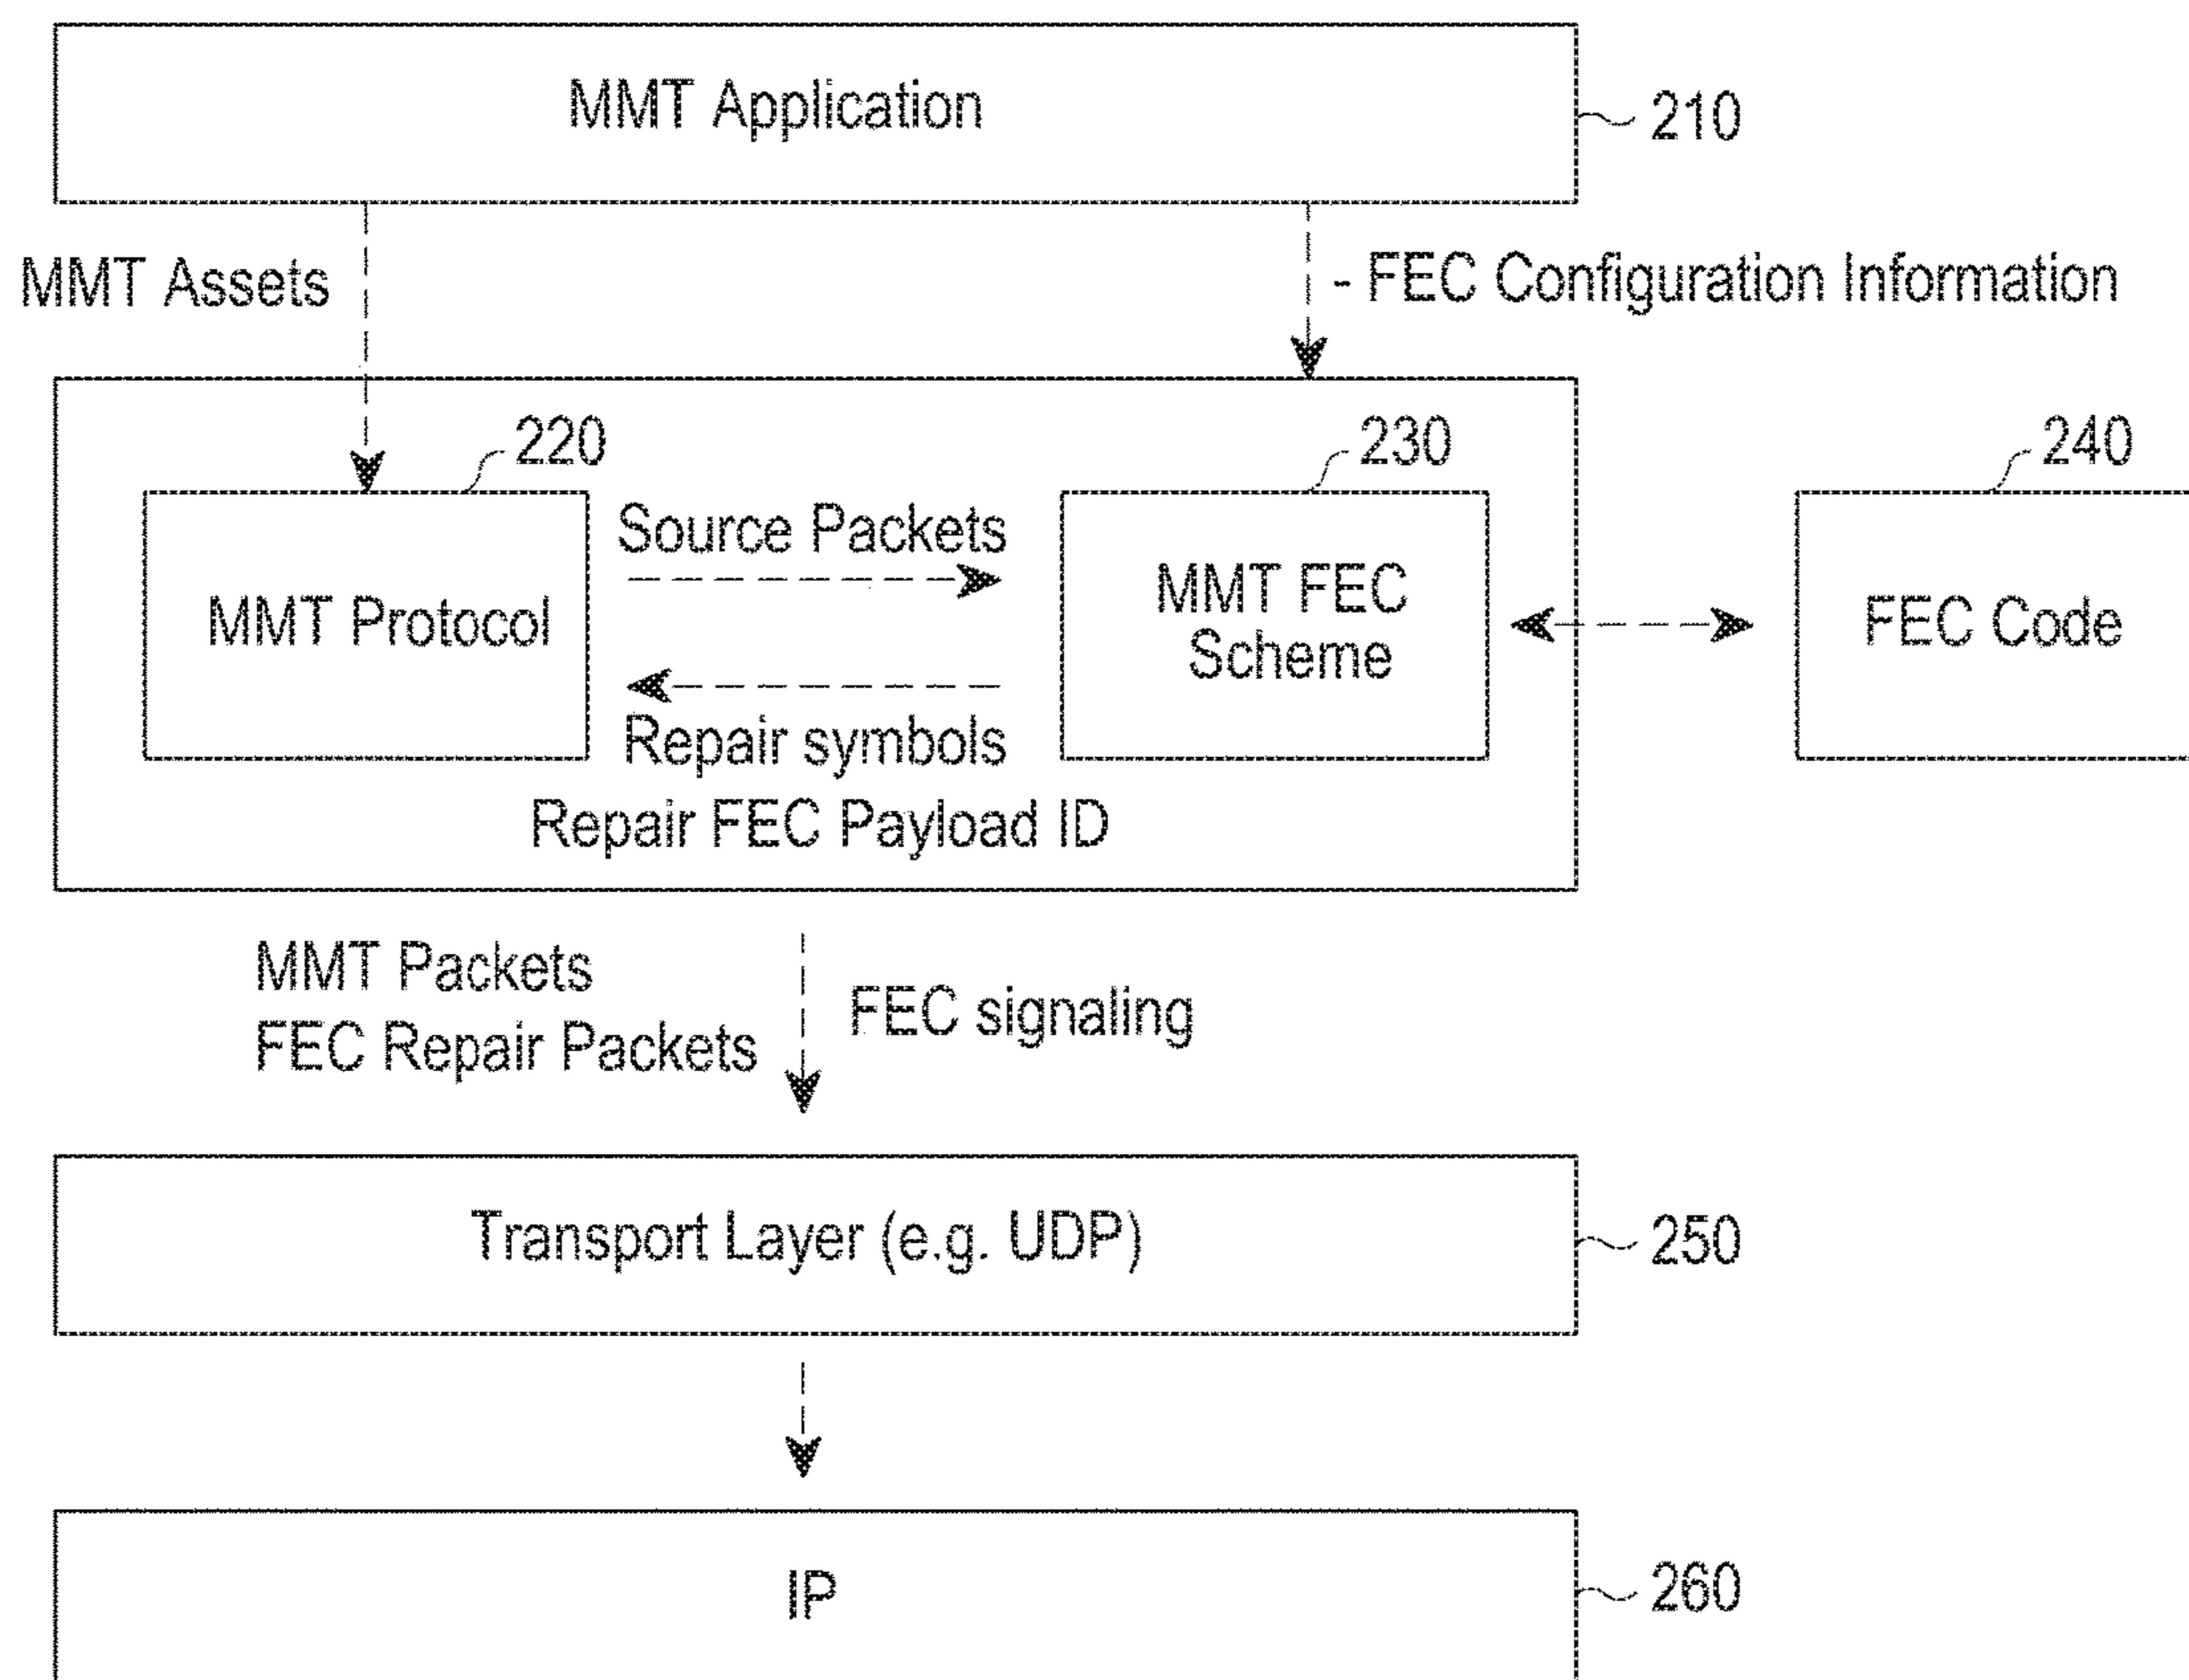 MMT Application
210
MMT Assets
- FEC Configuration Information
220
230
240
Source Packets
MMT Protocol
MMT FEC
Scheme
FEC Code
Repair symbols
Repair FEC Payload ID
MMT Packets
FEC Repair Packets
FEC signaling
Transport Layer (e.g. UDP)
250
IP
260